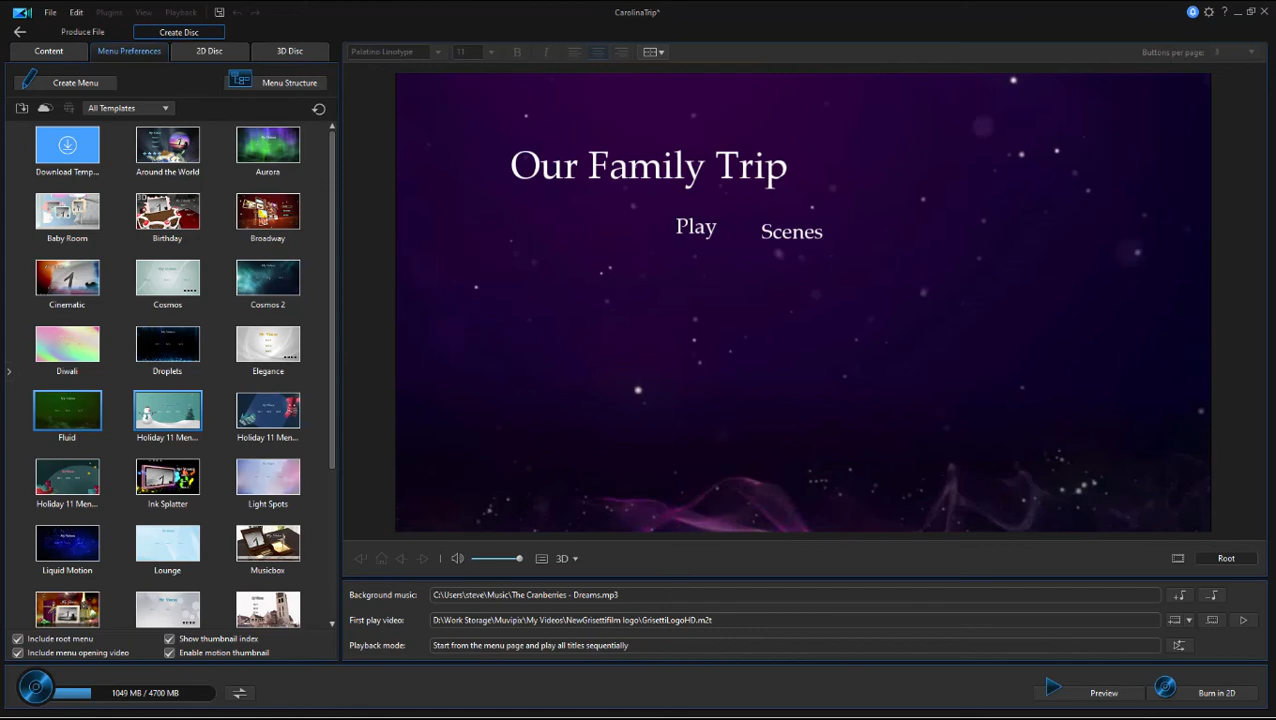 File Edit Plugins View Playback CarolinaTrip*
Produce File Create Disc
Content Menu Preferences 2D Disc 3D Disc
Palatino Linotype 11 B I Buttons per page:
Create Menu Menu Structure
All Templates
Download Temp... Around the World Aurora
Baby Room Birthday Broadway
Cinematic Cosmos Cosmos 2
Diwali Droplets Elegance
Fluid Holiday 11 Men... Holiday 11 Men...
Holiday 11 Men... Ink Splatter Light Spots
Liquid Motion Lounge Musicbox
Include root menu Show thumbnail index
Include menu opening video Enable motion thumbnail
1049 MB / 4700 MB
Our Family Trip
Play Scenes
3D Root
Background music: C:\Users\steve\Music\The Cranberries - Dreams.mp3
First play video: D:\Work Storage\Muvipix\My Videos\NewGrisettifilm logo\GrisettiLogoHD.m2t
Playback mode: Start from the menu page and play all titles sequentially
Preview Burn in 2D